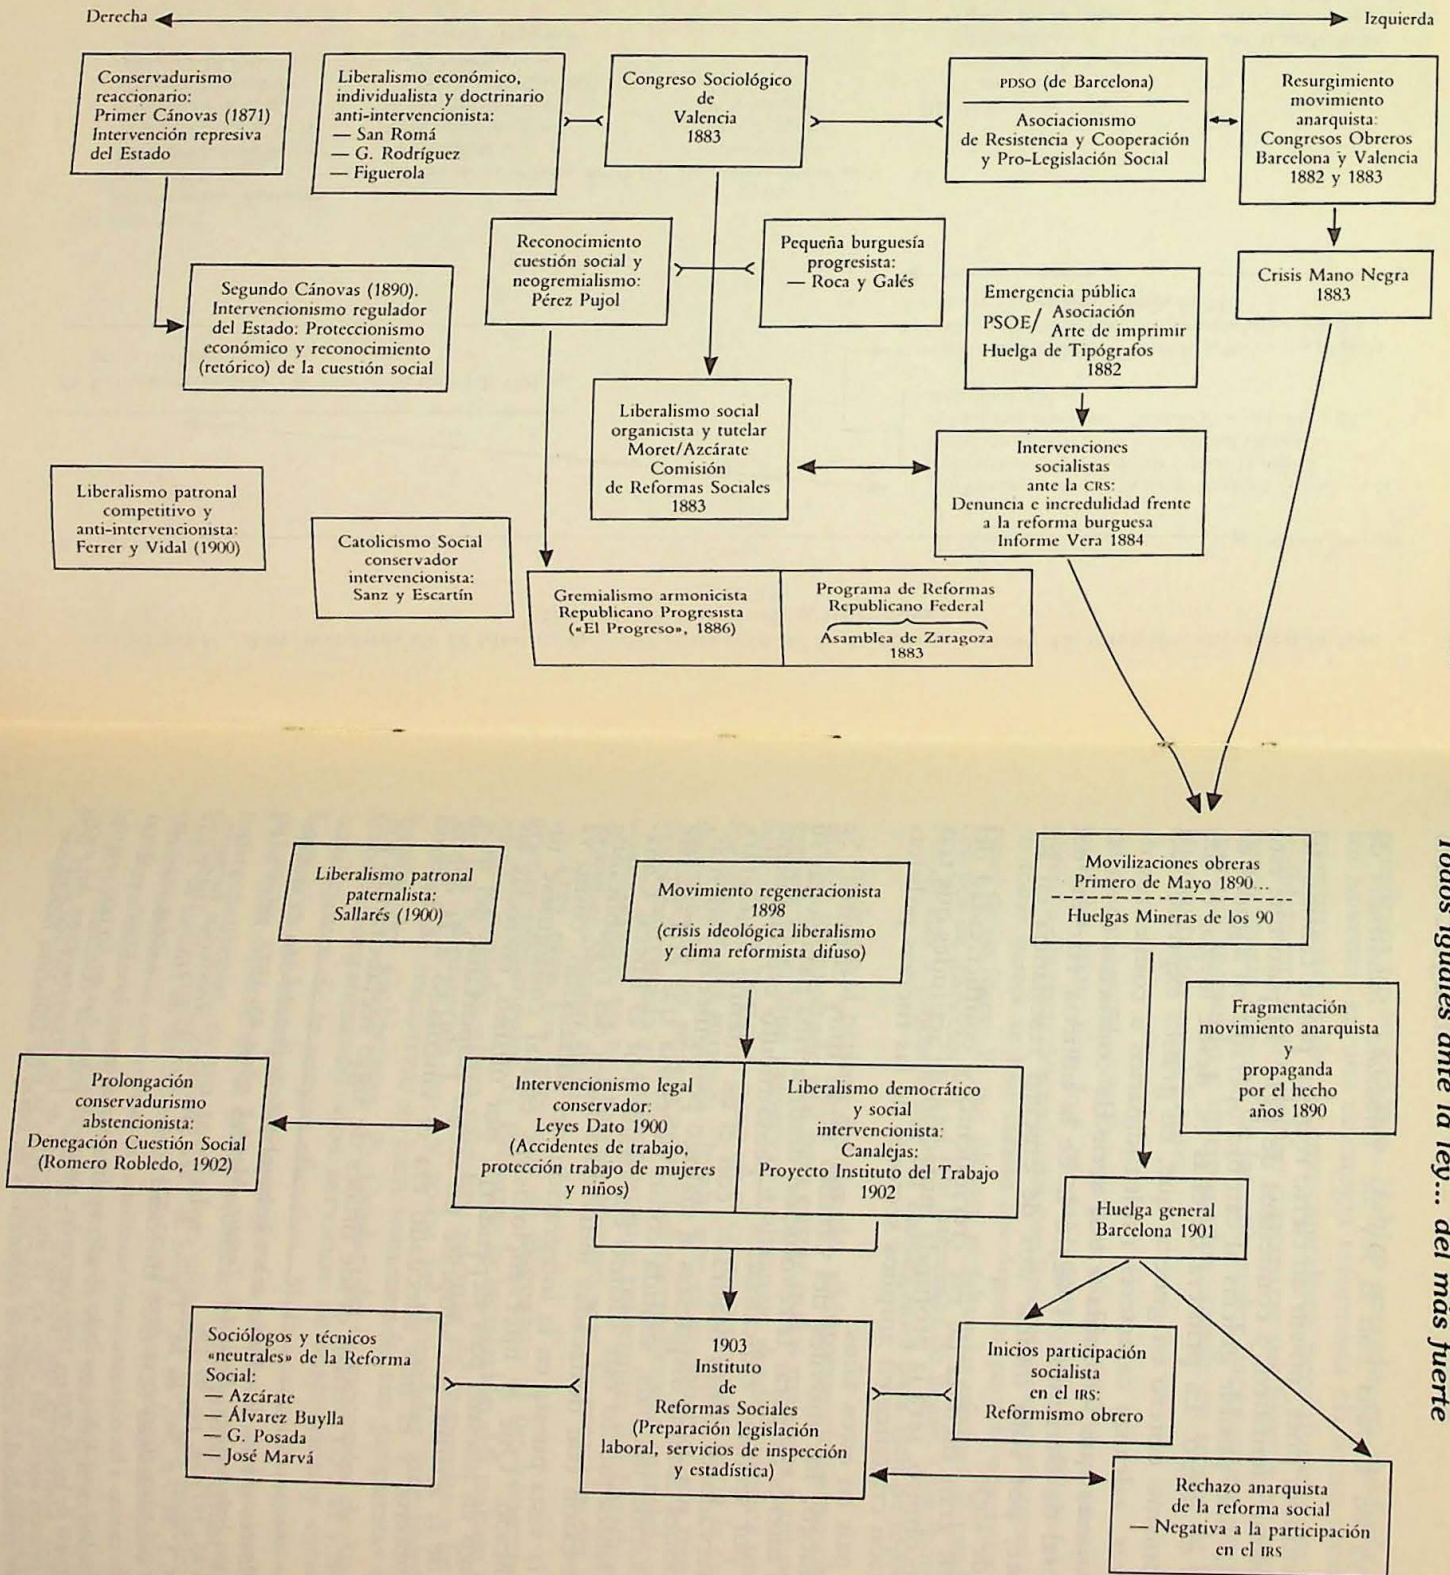 Derecha
Izquierda
Conservadurismo
reaccionario:
Primer Cánovas (1871)
Intervención represiva
del Estado
Liberalismo económico,
individualista y doctrinario
anti-intervencionista:
— San Romá
— G. Rodríguez
— Figuerola
Congreso Sociológico
de
Valencia
1883
PDSO (de Barcelona)
Asociacionismo
de Resistencia y Cooperación
y Pro-Legislación Social
Resurgimiento
movimiento
anarquista:
Congresos Obreros
Barcelona y Valencia
1882 y 1883
Segundo Cánovas (1890).
Intervencionismo regulador
del Estado: Proteccionismo
económico y reconocimiento
(retórico) de la cuestión social
Reconocimiento
cuestión social y
neogremialismo:
Pérez Pujol
Pequeña burguesía
progresista:
— Roca y Galés
Emergencia pública
PSOE/ Asociación
Arte de imprimir
Huelga de Tipógrafos
1882
Crisis Mano Negra
1883
Liberalismo social
organicista y tutelar
Moret/Azcárate
Comisión
de Reformas Sociales
1883
Intervenciones
socialistas
ante la CRS:
Denuncia e incredulidad frente
a la reforma burguesa
Informe Vera 1884
Liberalismo patronal
competitivo y
anti-intervencionista:
Ferrer y Vidal (1900)
Catolicismo Social
conservador
intervencionista:
Sanz y Escartín
Gremialismo armonicista
Republicano Progresista
(«El Progreso», 1886)
Programa de Reformas
Republicano Federal
Asamblea de Zaragoza
1883
Liberalismo patronal
paternalista:
Sallarés (1900)
Movimiento regeneracionista
1898
(crisis ideológica liberalismo
y clima reformista difuso)
Movilizaciones obreras
Primero de Mayo 1890...
Huelgas Mineras de los 90
Fragmentación
movimiento anarquista
y
propaganda
por el hecho
años 1890
Prolongación
conservadurismo
abstencionista:
Denegación Cuestión Social
(Romero Robledo, 1902)
Intervencionismo legal
conservador:
Leyes Dato 1900
(Accidentes de trabajo,
protección trabajo de mujeres
y niños)
Liberalismo democrático
y social
intervencionista:
Canalejas:
Proyecto Instituto del Trabajo
1902
Huelga general
Barcelona 1901
Sociólogos y técnicos
«neutrales» de la Reforma
Social:
— Azcárate
— Álvarez Buylla
— G. Posada
— José Marvá
1903
Instituto
de
Reformas Sociales
(Preparación legislación
laboral, servicios de inspección
y estadística)
Inicios participación
socialista
en el IRS:
Reformismo obrero
Rechazo anarquista
de la reforma social
— Negativa a la participación
en el IRS
Todos iguales ante la ley... del más fuerte